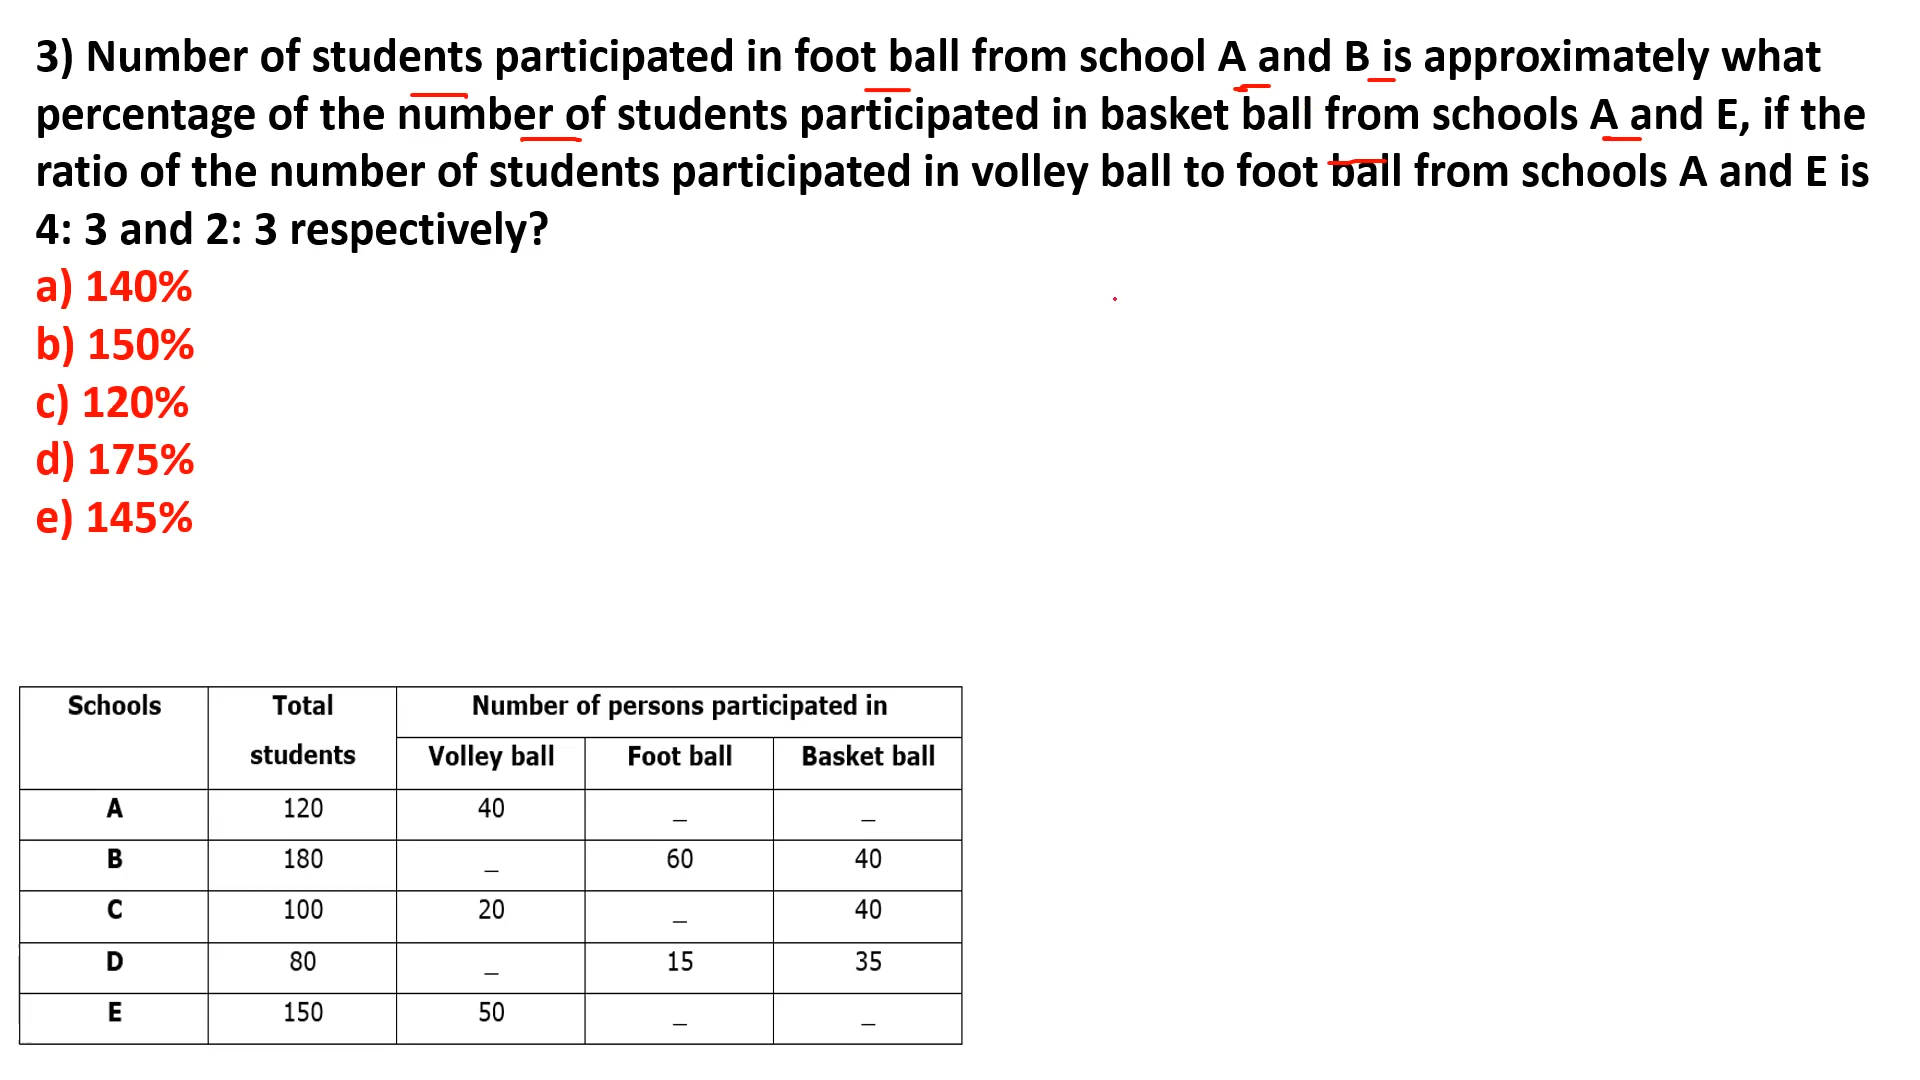 3) Number of students participated in foot ball from school A and B is approximately what
percentage of the number of students participated in basket ball from schools A and E, if the
ratio of the number of students participated in volley ball to foot ball from schools A and E is
4: 3 and 2: 3 respectively?
a) 140%
b) 150%
c) 120%
d) 175%
e) 145%
Schools Total students Number of persons participated in
Volley ball Foot ball Basket ball
A 120 40 _ _
B 180 _ 60 40
C 100 20 _ 40
D 80 _ 15 35
E 150 50 _ _